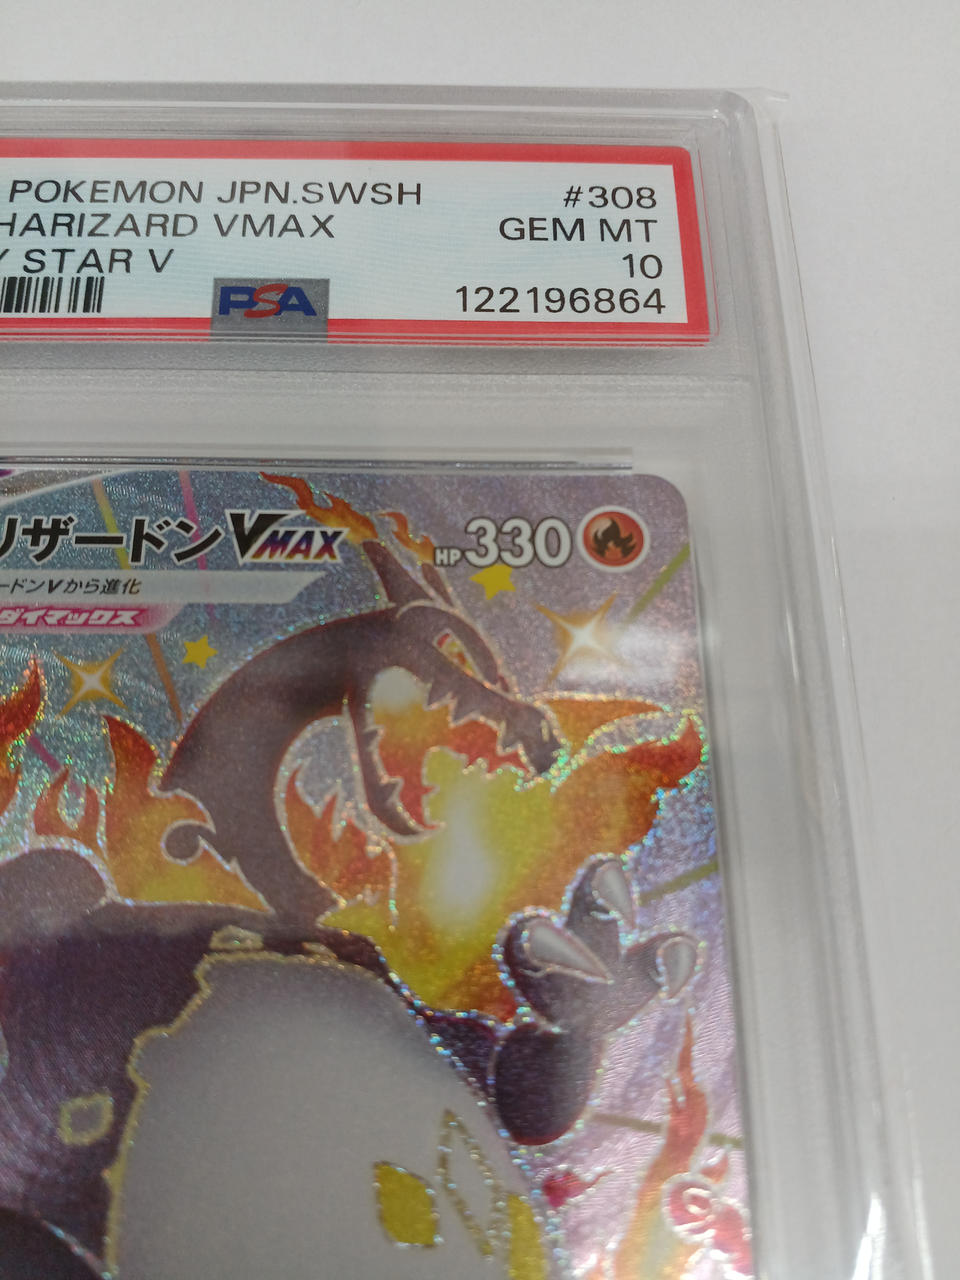 POKEMON JPN.SWSH #308
HARIZARD VMAX GEM MT
Y STAR V 10
PSA 122196864
リザードンVMAX HP330
ードンVから進化
ダイマックス